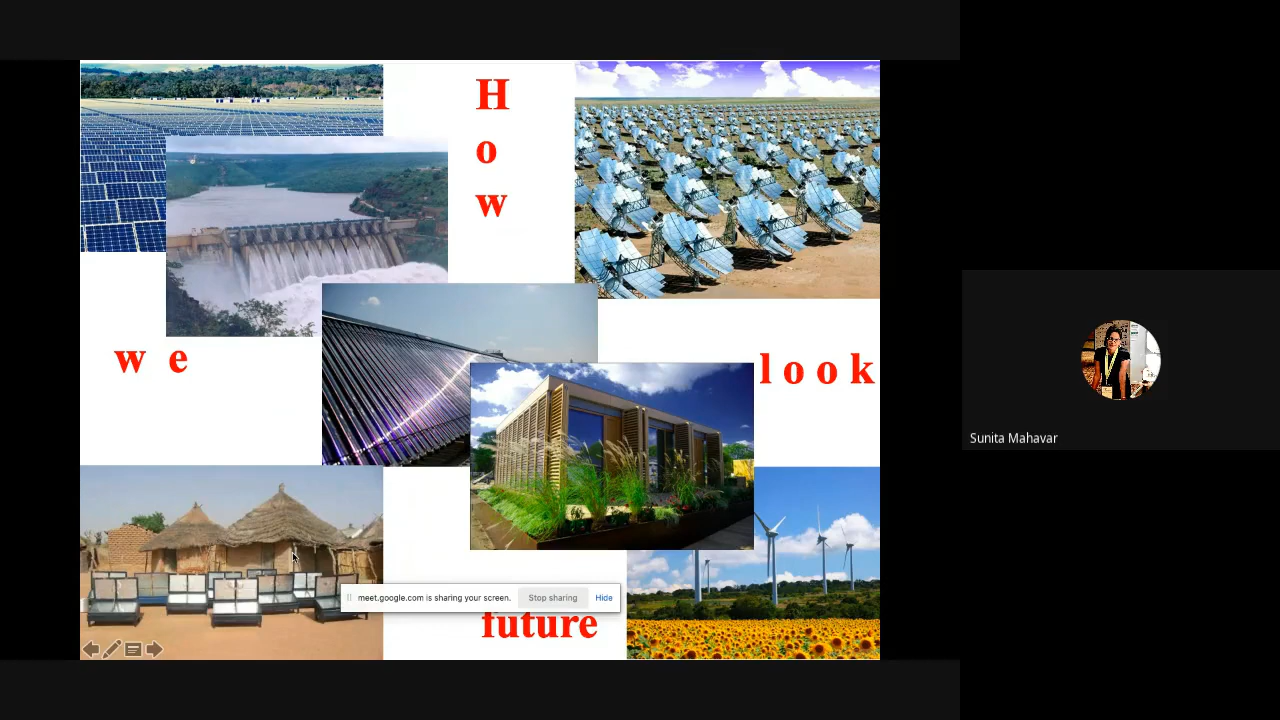 H
o
w
w e
l o o k
meet.google.com is sharing your screen.
Stop sharing
Hide
future
Sunita Mahavar